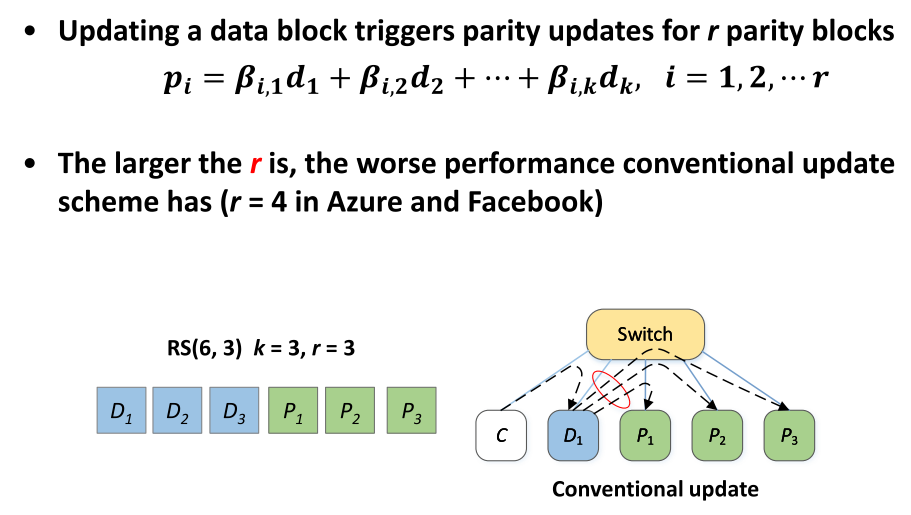 • Updating a data block triggers parity updates for r parity blocks
pᵢ = βᵢ,₁d₁ + βᵢ,₂d₂ + ⋯ + βᵢ,ₖdₖ, i = 1, 2, ⋯ r
• The larger the r is, the worse performance conventional update
scheme has (r = 4 in Azure and Facebook)
RS(6, 3) k = 3, r = 3
D₁ D₂ D₃ P₁ P₂ P₃
Switch
C D₁ P₁ P₂ P₃
Conventional update